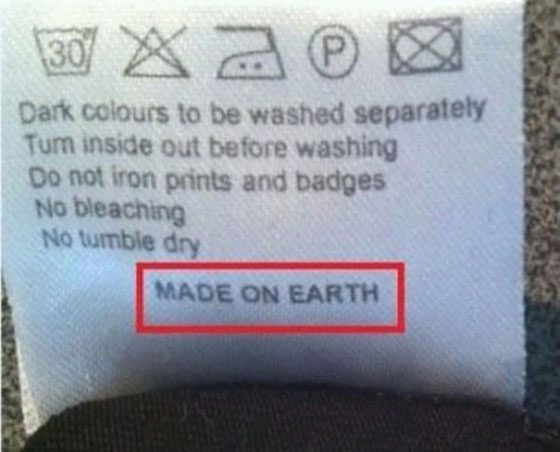 30
P
Dark colours to be washed separately
Turn inside out before washing
Do not iron prints and badges
No bleaching
No tumble dry
MADE ON EARTH